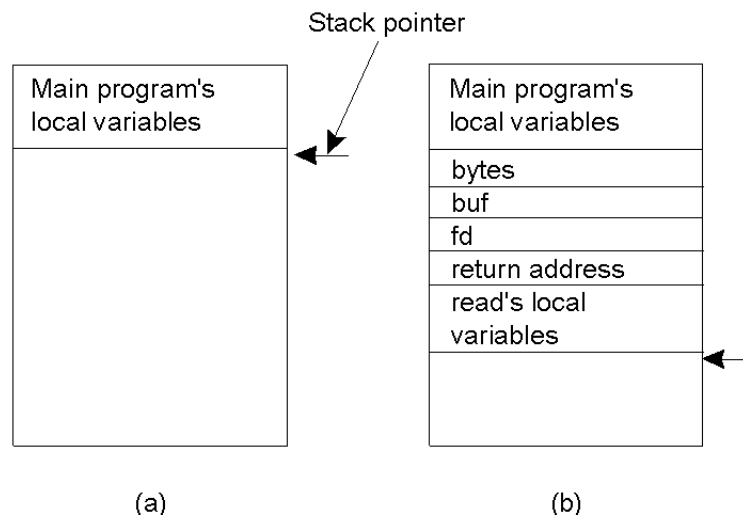 Stack pointer
Main program's
local variables
Main program's
local variables
bytes
buf
fd
return address
read's local
variables
(a)
(b)